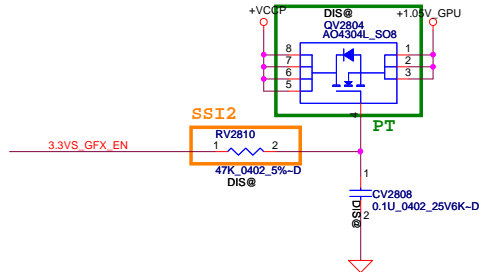 +VCCP
DIS@
QV2804
AO4304L_SO8
+1.05V_GPU
8
7
6
5
1
2
3
4
PT
SSI2
RV2810
3.3VS_GFX_EN
1
2
47K_0402_5%~D
DIS@
1
CV2808
0.1U_0402_25V6K~D
DIS@
2